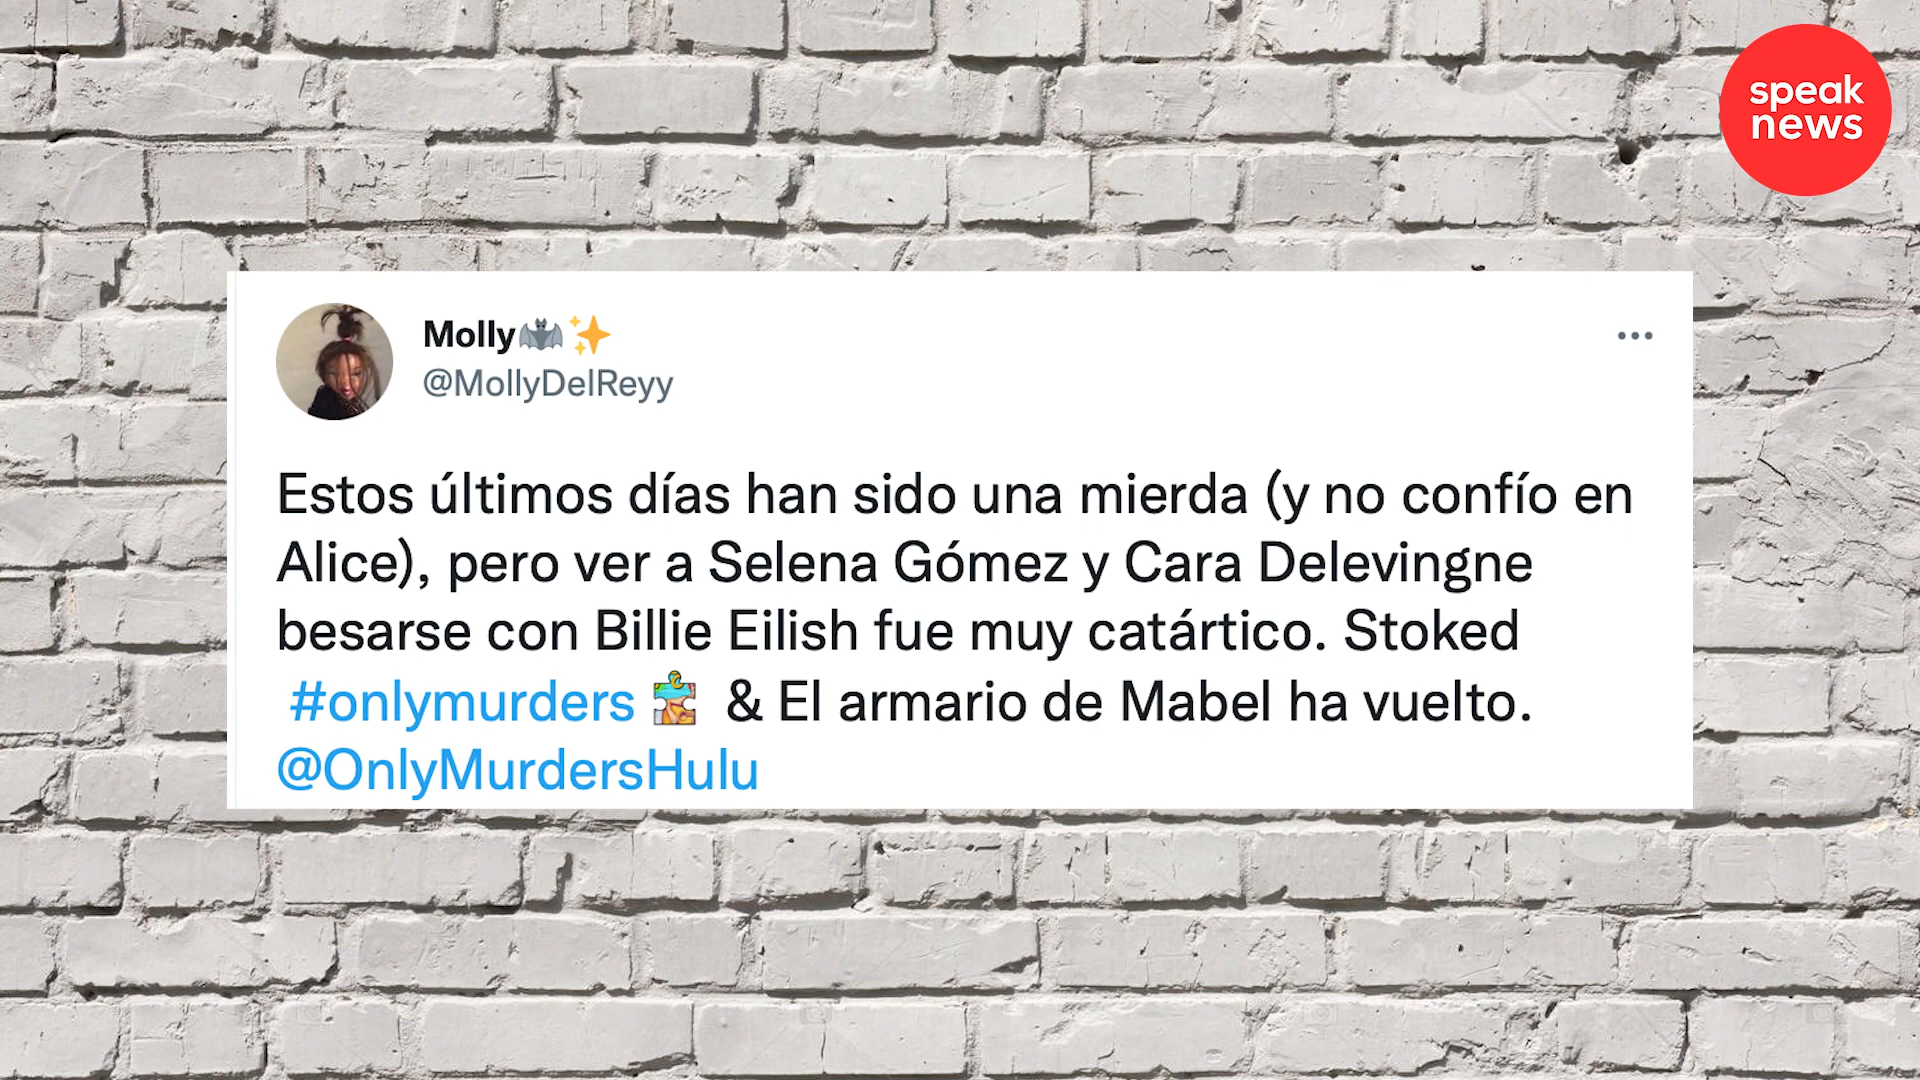 speak
news
Molly🦇✨
@MollyDelReyy
Estos últimos días han sido una mierda (y no confío en
Alice), pero ver a Selena Gómez y Cara Delevingne
besarse con Billie Eilish fue muy catártico. Stoked
#onlymurders & El armario de Mabel ha vuelto.
@OnlyMurdersHulu